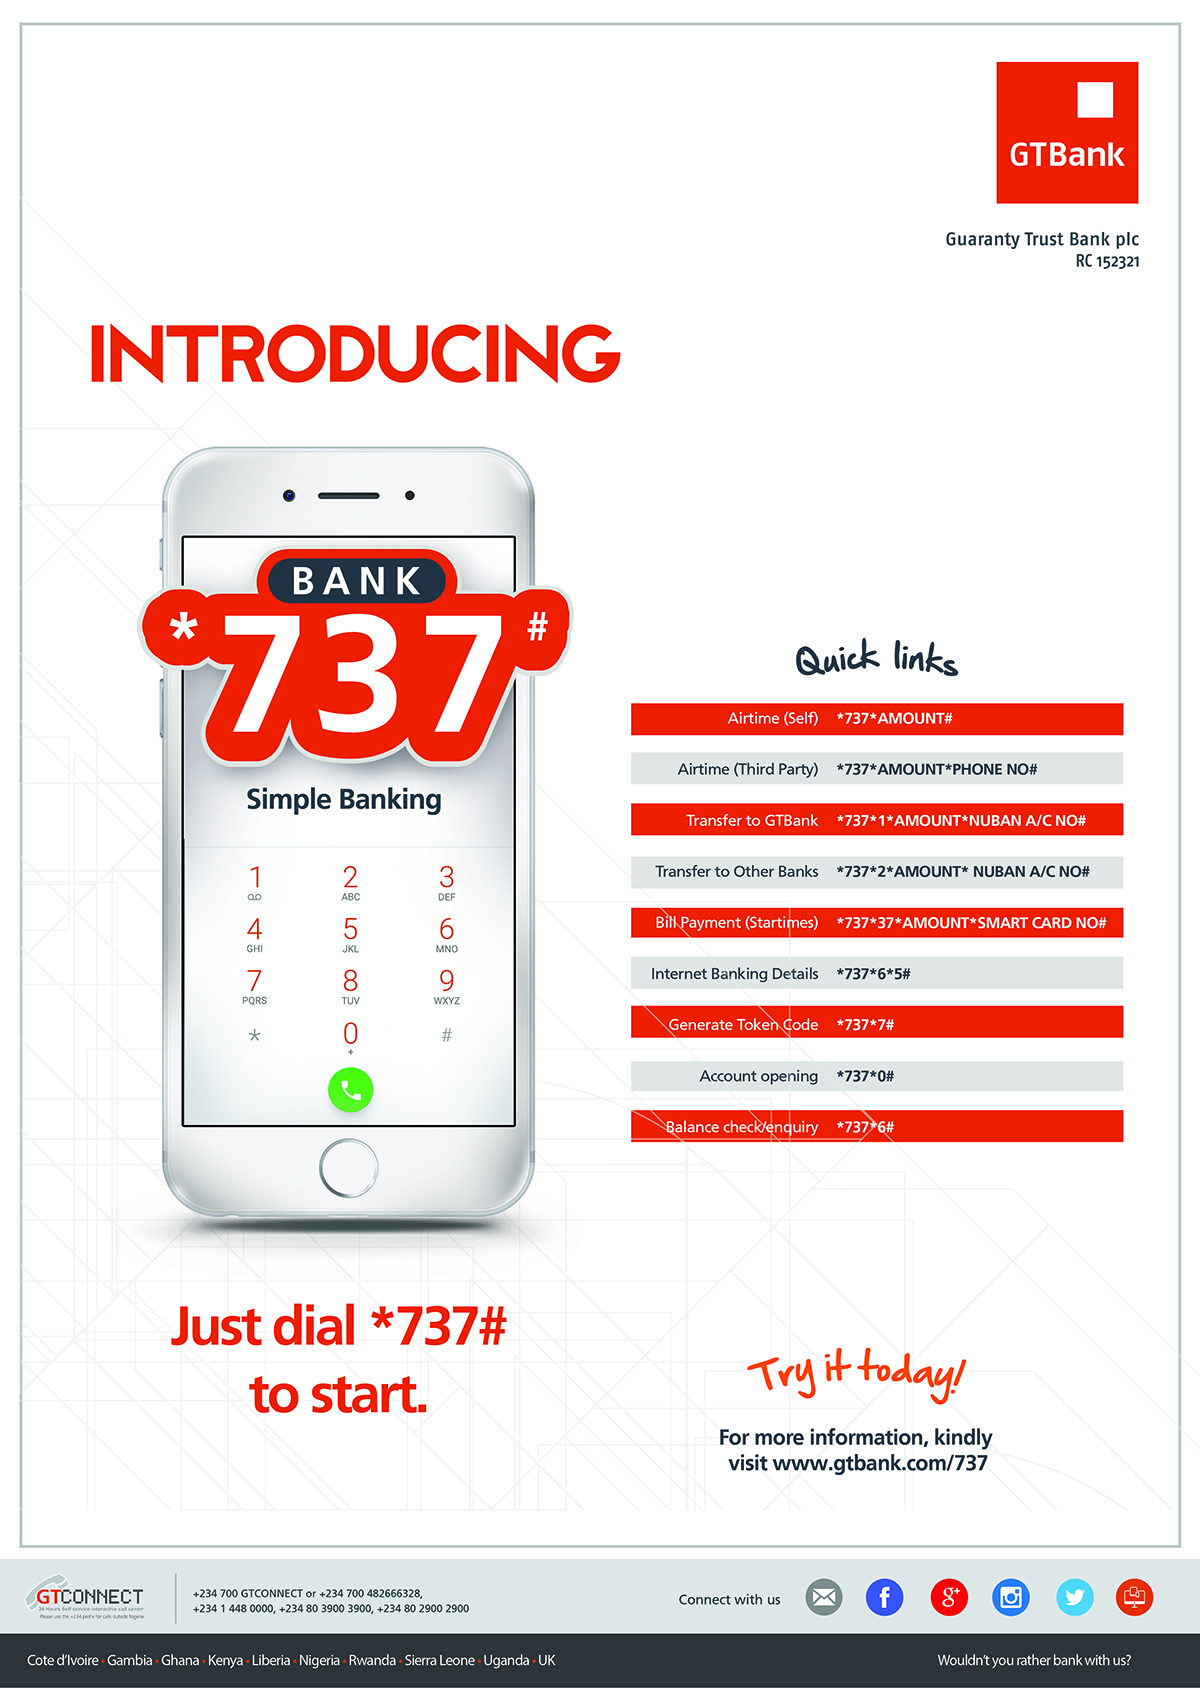 GTBank
Guaranty Trust Bank plc
RC 152321
INTRODUCING
BANK
*737#
Simple Banking
1 2 3
ABC DEF
4 5 6
GHI JKL MNO
7 8 9
PQRS TUV WXYZ
* 0 #
+
Just dial *737#
to start.
Quick links
Airtime (Self) *737*AMOUNT#
Airtime (Third Party) *737*AMOUNT*PHONE NO#
Transfer to GTBank *737*1*AMOUNT*NUBAN A/C NO#
Transfer to Other Banks *737*2*AMOUNT* NUBAN A/C NO#
Bill Payment (Startimes) *737*37*AMOUNT*SMART CARD NO#
Internet Banking Details *737*6*5#
Generate Token Code *737*7#
Account opening *737*0#
Balance check/enquiry *737*6#
Try it today!
For more information, kindly
visit www.gtbank.com/737
GTCONNECT
24 Hours Self service interactive call center
Please use the +234 prefix for calls outside Nigeria
+234 700 GTCONNECT or +234 700 482666328,
+234 1 448 0000, +234 80 3900 3900, +234 80 2900 2900
Connect with us
f
g+
Cote d'Ivoire • Gambia • Ghana • Kenya • Liberia • Nigeria • Rwanda • Sierra Leone • Uganda • UK
Wouldn't you rather bank with us?